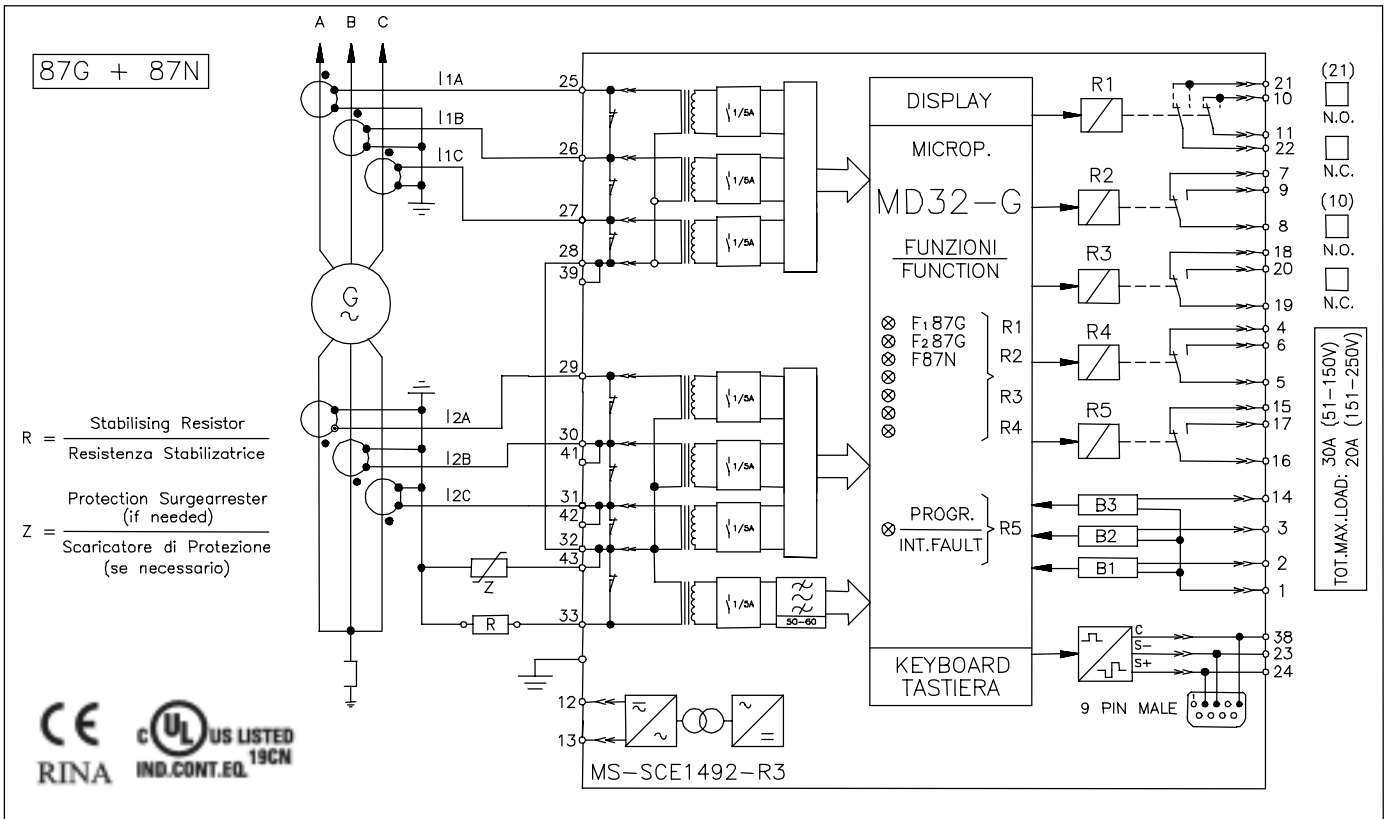 A B C
87G + 87N
I1A
I1B
I1C
25
26
27
28
39
1/5A
1/5A
1/5A
DISPLAY
MICROP.
MD32-G
FUNZIONI
FUNCTION
F1 87G
F2 87G
F87N
R1
R2
R3
R4
PROGR.
INT.FAULT
R5
KEYBOARD
TASTIERA
R1
R2
R3
R4
R5
21
10
11
22
7
9
8
18
20
19
4
6
5
15
17
16
14
3
2
1
38
23
24
B3
B2
B1
C
S-
S+
1
9 PIN MALE
(21)
N.O.
N.C.
(10)
N.O.
N.C.
TOT.MAX.LOAD: 30A (51-150V)
20A (151-250V)
G
~
I2A
I2B
I2C
29
30
41
31
42
32
43
33
1/5A
1/5A
1/5A
1/5A
50-60
Z
R
12
13
MS-SCE1492-R3
R = Stabilising Resistor
Resistenza Stabilizatrice
Protection Surgearrester
(if needed)
Z =
Scaricatore di Protezione
(se necessario)
CE
RINA
c UL US LISTED
19CN
IND.CONT.EQ.